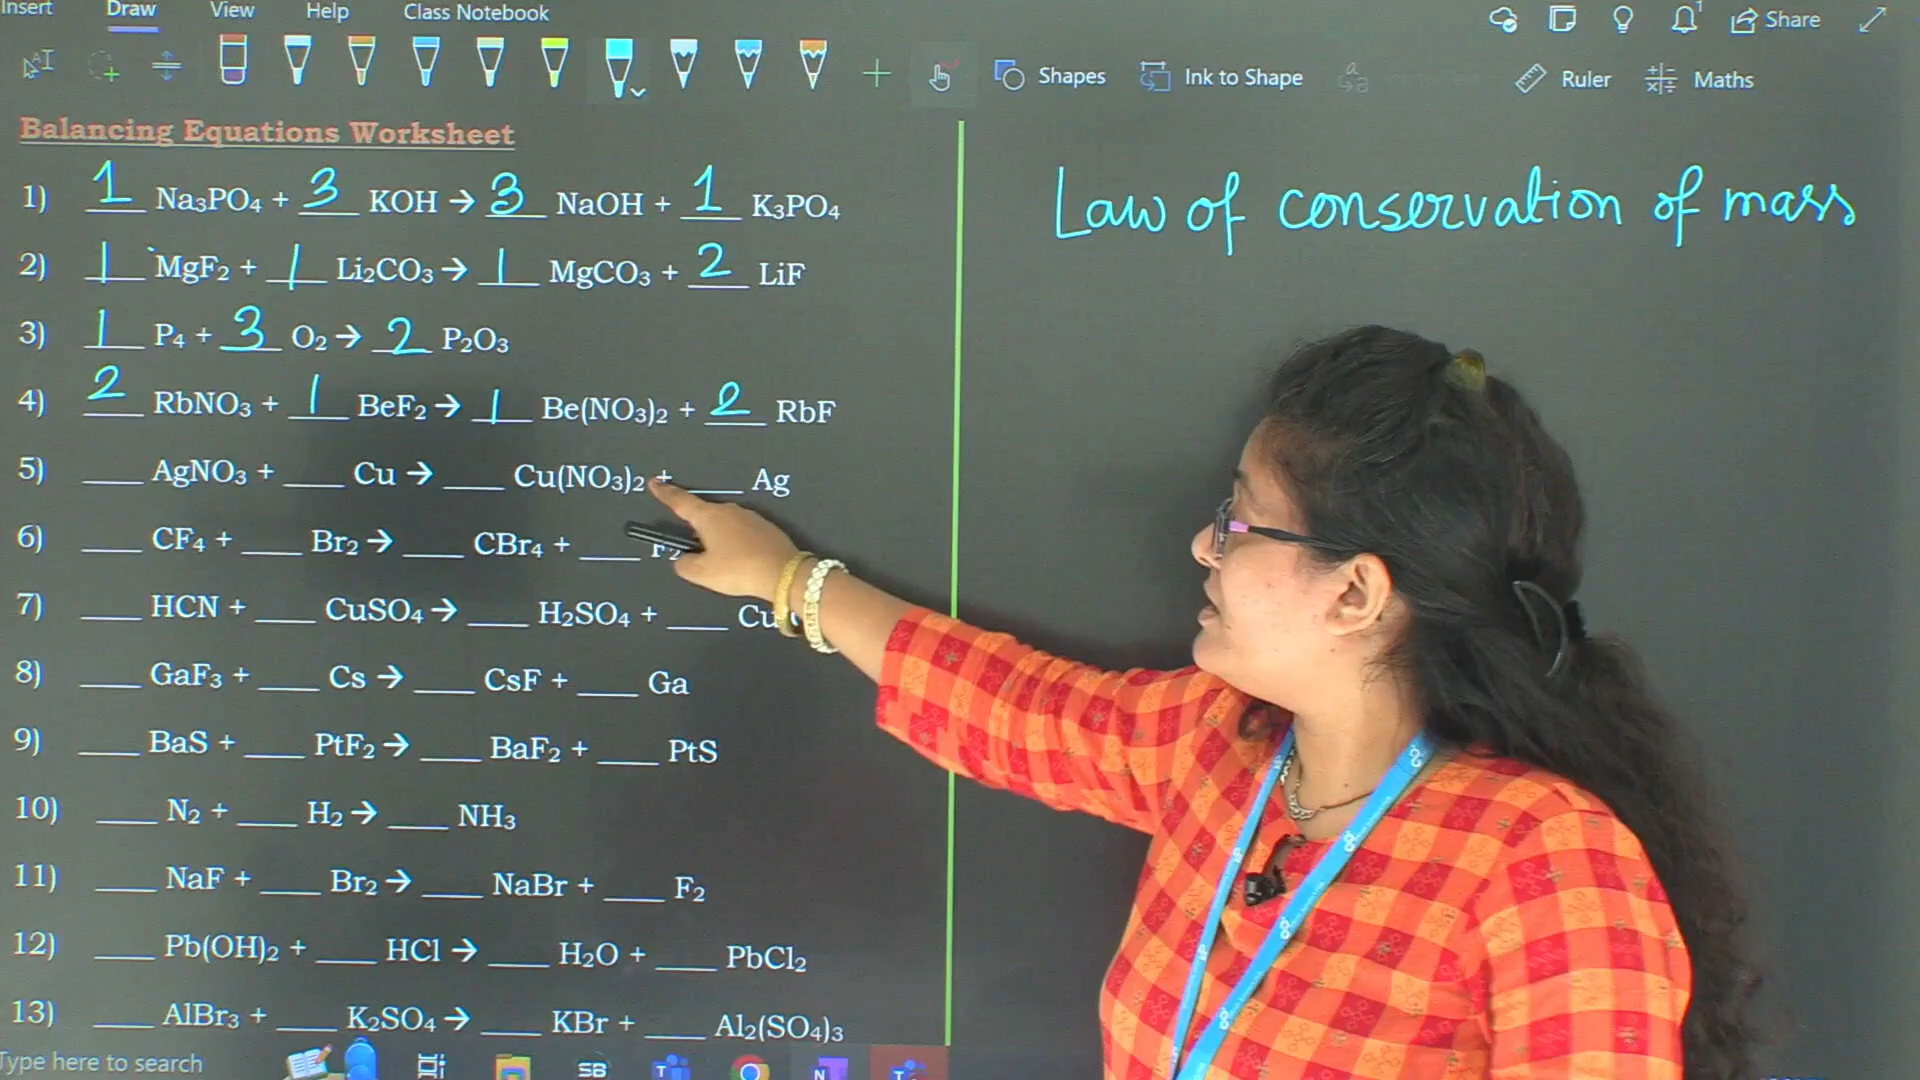 Insert Draw View Help Class Notebook
Share
Shapes Ink to Shape Ruler Maths
Balancing Equations Worksheet
1) 1 Na₃PO₄ + 3 KOH → 3 NaOH + 1 K₃PO₄
Law of conservation of mass
2) 1 MgF₂ + 1 Li₂CO₃ → 1 MgCO₃ + 2 LiF
3) 1 P₄ + 3 O₂ → 2 P₂O₃
4) 2 RbNO₃ + 1 BeF₂ → 1 Be(NO₃)₂ + 2 RbF
5) ___ AgNO₃ + ___ Cu → ___ Cu(NO₃)₂ + ___ Ag
6) ___ CF₄ + ___ Br₂ → ___ CBr₄ + ___ F₂
7) ___ HCN + ___ CuSO₄ → ___ H₂SO₄ + ___ Cu
8) ___ GaF₃ + ___ Cs → ___ CsF + ___ Ga
9) ___ BaS + ___ PtF₂ → ___ BaF₂ + ___ PtS
10) ___ N₂ + ___ H₂ → ___ NH₃
11) ___ NaF + ___ Br₂ → ___ NaBr + ___ F₂
12) ___ Pb(OH)₂ + ___ HCl → ___ H₂O + ___ PbCl₂
13) ___ AlBr₃ + ___ K₂SO₄ → ___ KBr + ___ Al₂(SO₄)₃
Type here to search